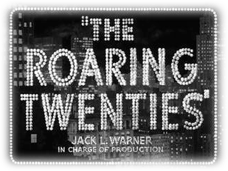 "THE
ROARING
TWENTIES"
JACK L. WARNER
IN CHARGE OF PRODUCTION